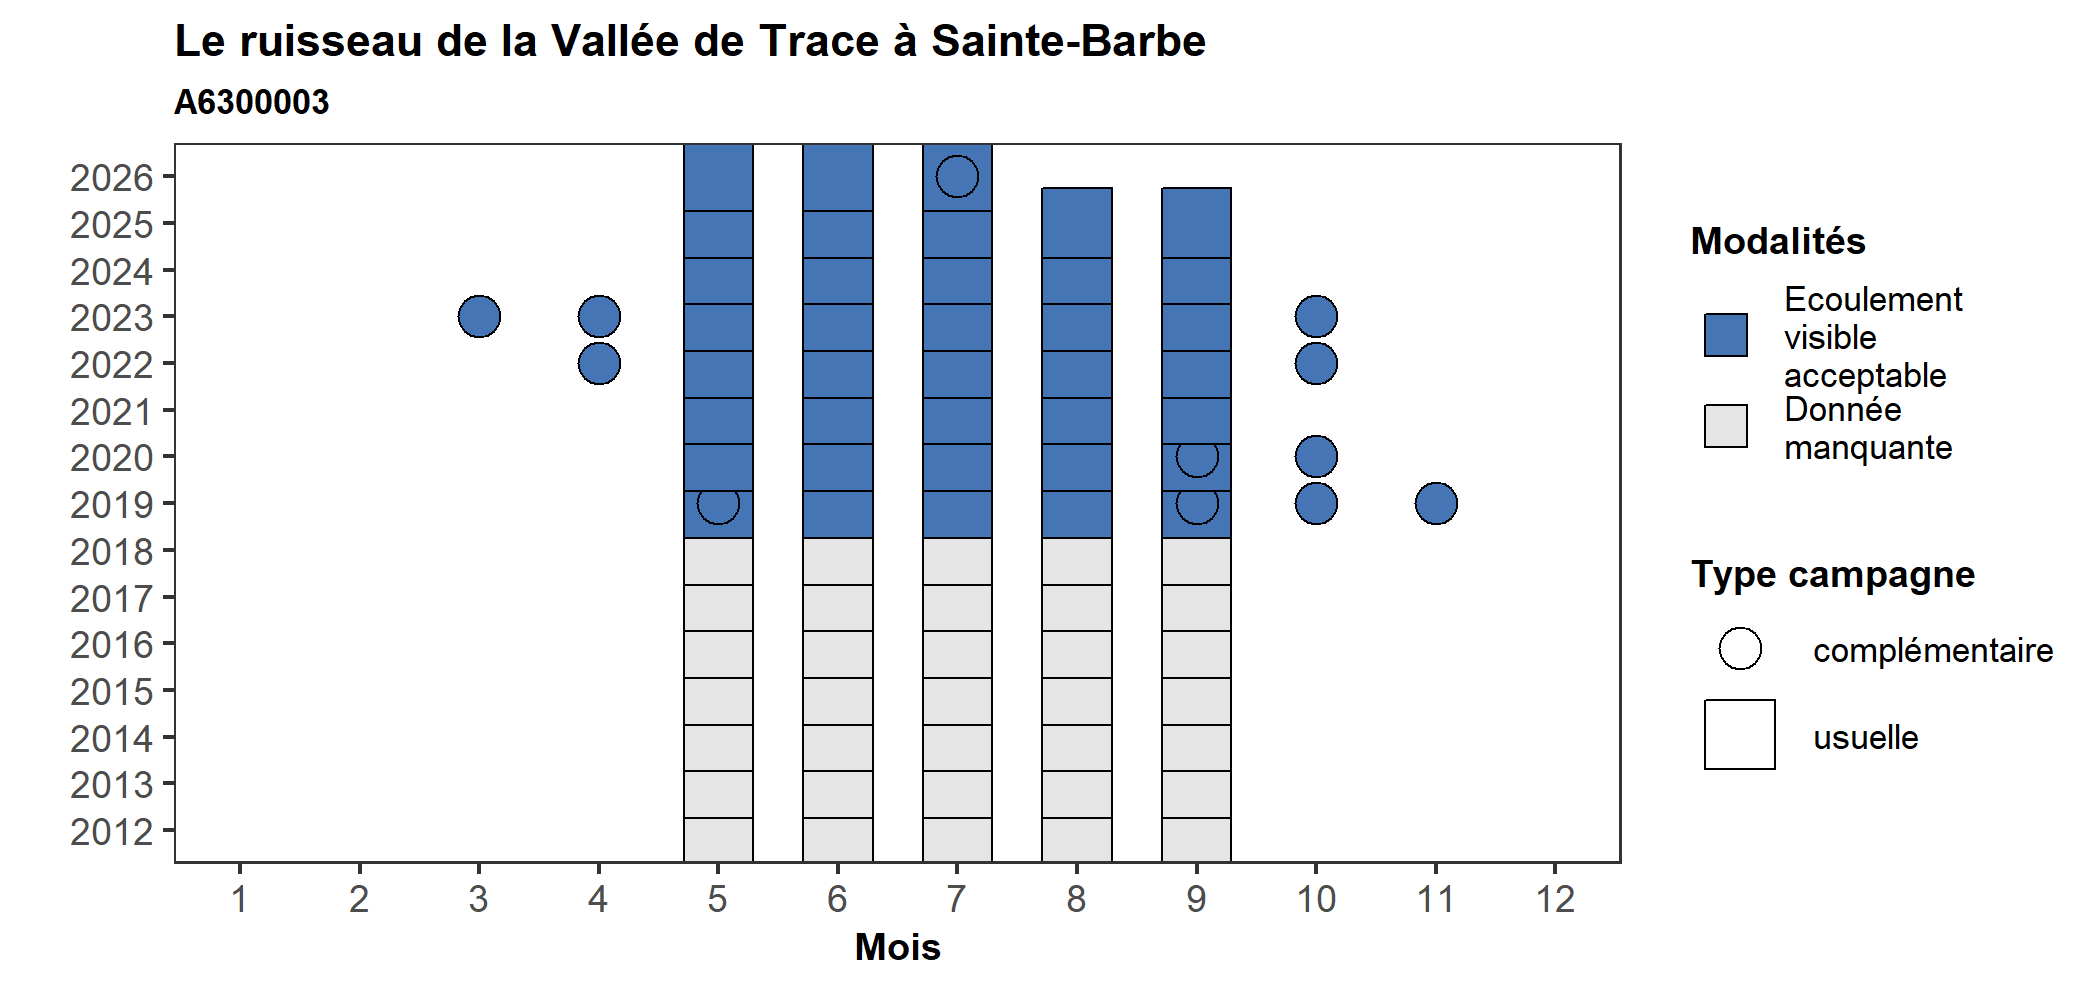 Le ruisseau de la Vallée de Trace à Sainte-Barbe
A6300003
2026
2025
2024
2023
2022
2021
2020
2019
2018
2017
2016
2015
2014
2013
2012
1 2 3 4 5 6 7 8 9 10 11 12
Mois
Modalités
Ecoulement
visible
acceptable
Donnée
manquante
Type campagne
complémentaire
usuelle